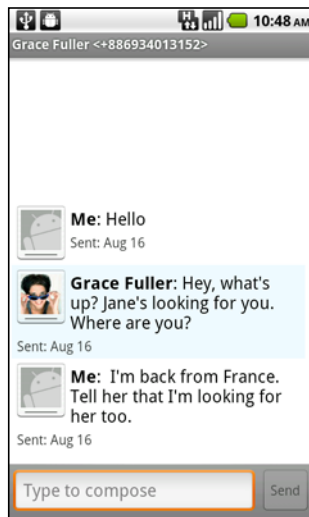 10:48 AM
Grace Fuller <+886934013152>
Me: Hello
Sent: Aug 16
Grace Fuller: Hey, what's
up? Jane's looking for you.
Where are you?
Sent: Aug 16
Me: I'm back from France.
Tell her that I'm looking for
her too.
Sent: Aug 16
Type to compose
Send